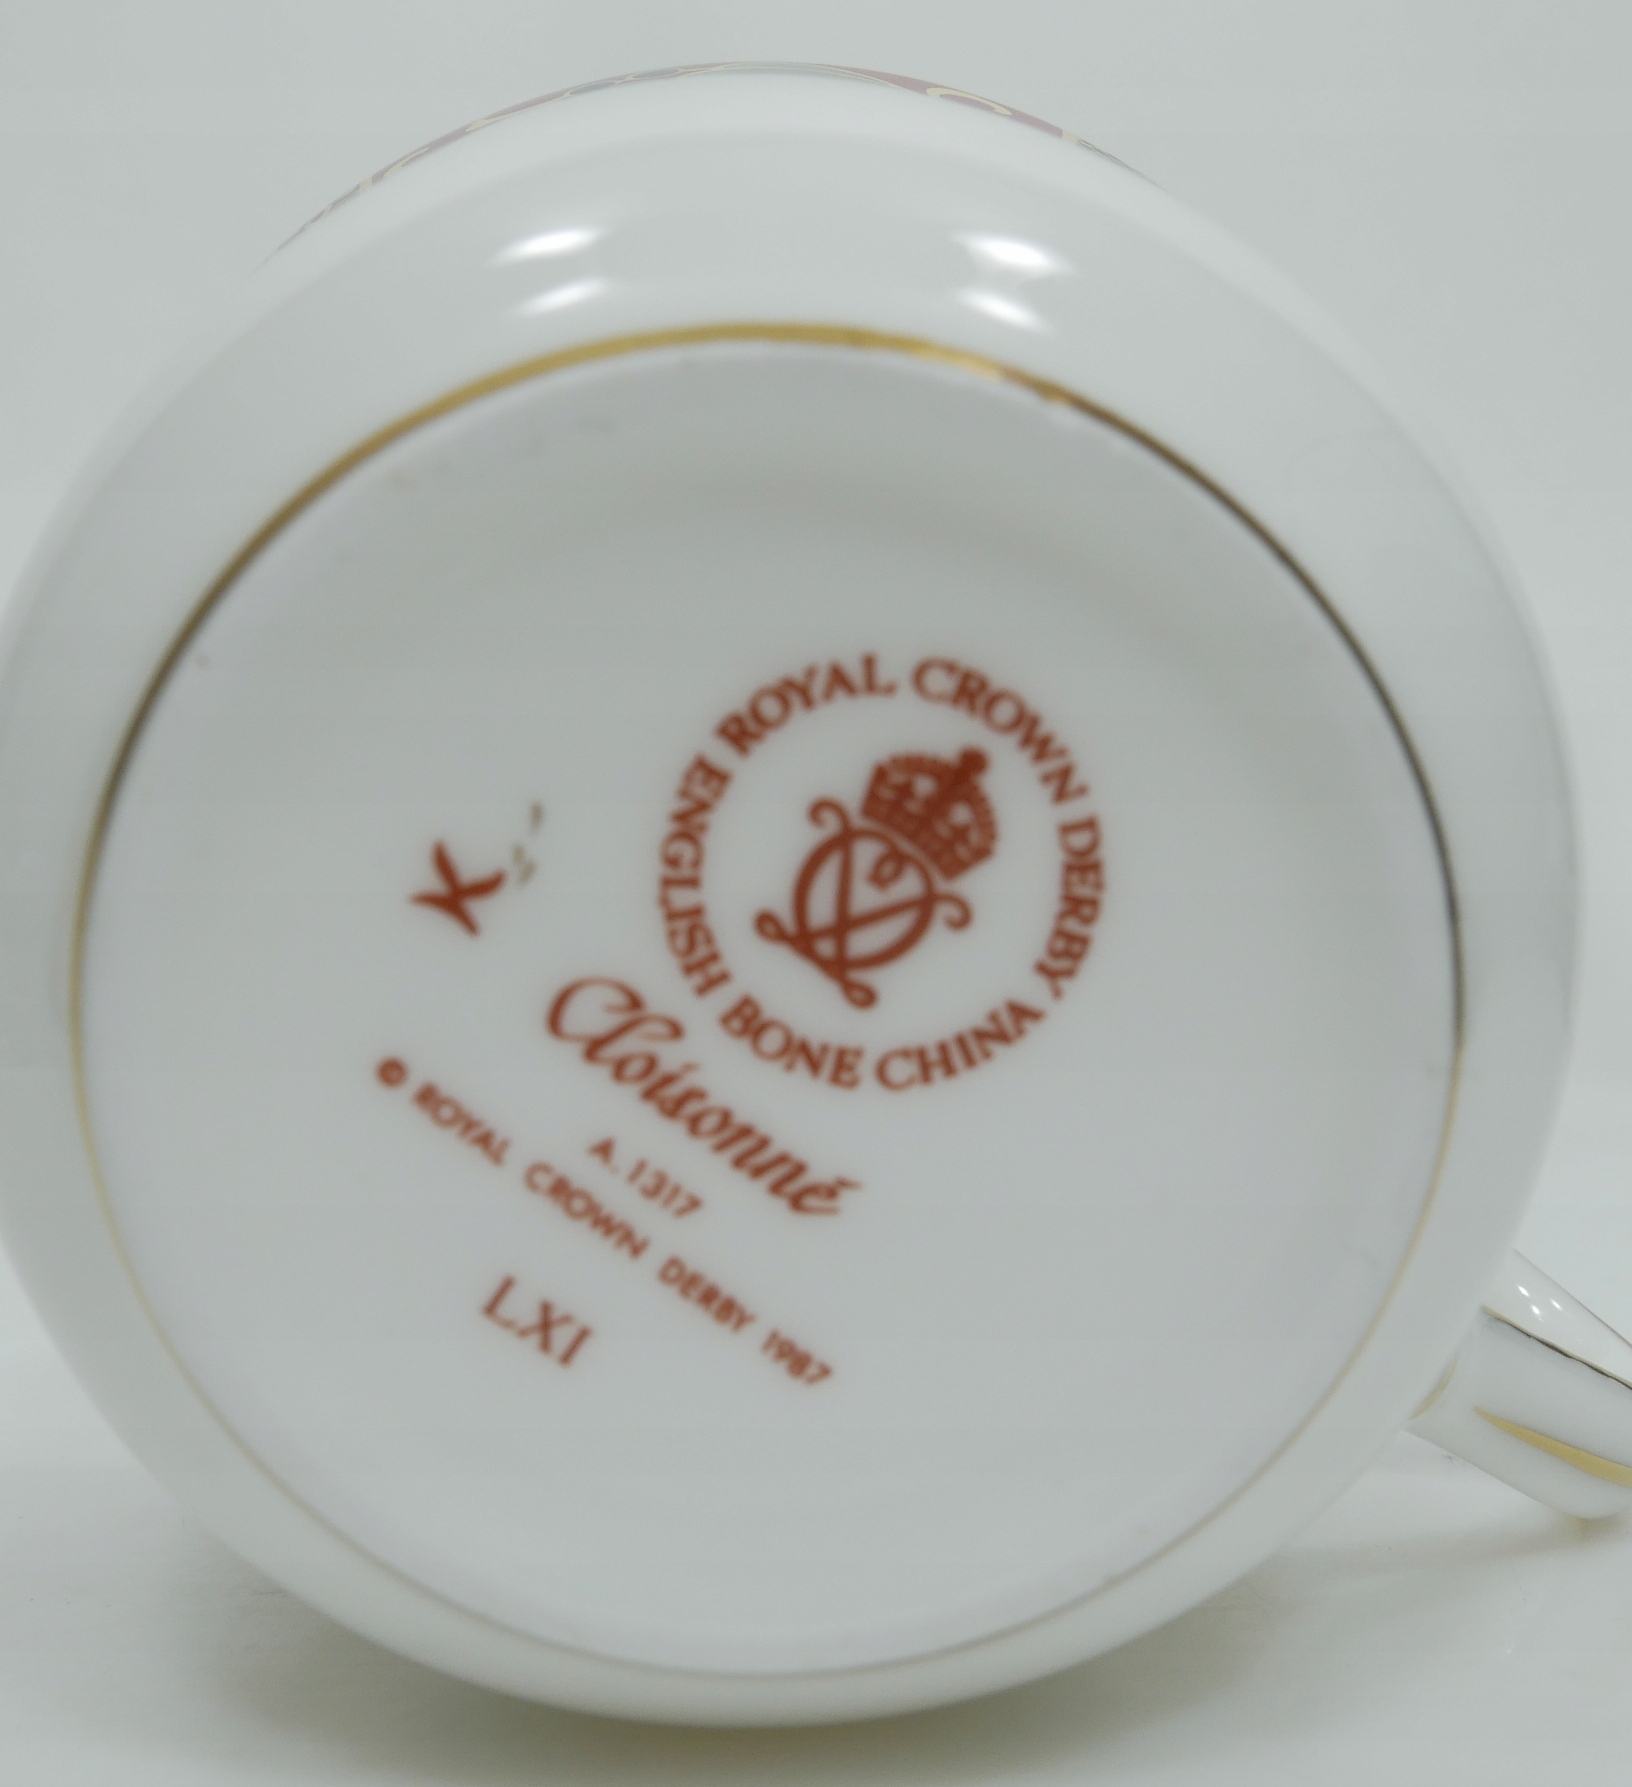 ROYAL CROWN DERBY
ENGLISH BONE CHINA
K
Cloisonné
A.1317
© ROYAL CROWN DERBY 1987
LXI